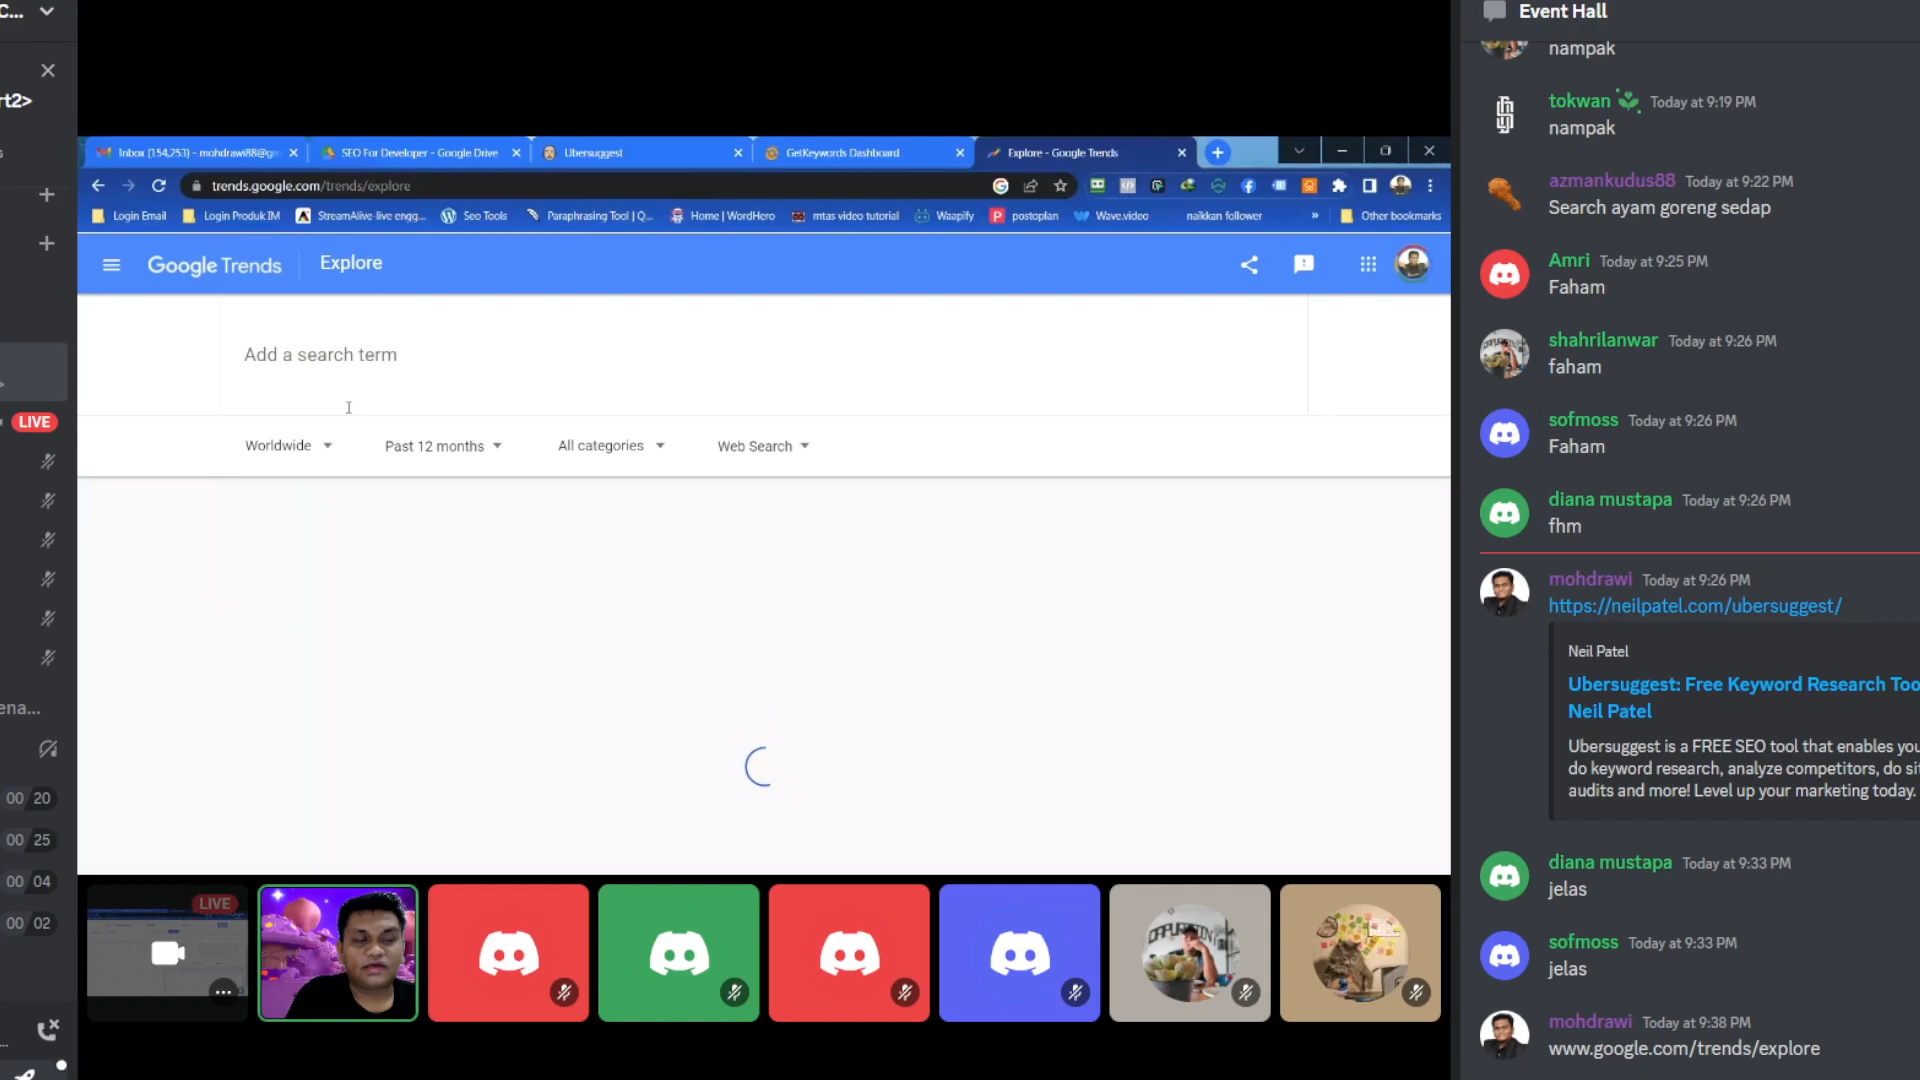 C...
rt2>
s
>
LIVE
ena...
00 20
00 25
00 04
00 02
...
Inbox (154,253) - mohdrawi88@gm
SEO For Developer - Google Drive
Ubersuggest
GetKeywords Dashboard
Explore - Google Trends
trends.google.com/trends/explore
Login Email
Login Produk IM
StreamAlive-live engg...
Seo Tools
Paraphrasing Tool | Q...
Home | WordHero
mtas video tutorial
Waapify
postoplan
Wave.video
naikkan follower
»
Other bookmarks
Google Trends
Explore
Add a search term
Worldwide
Past 12 months
All categories
Web Search
LIVE
Event Hall
nampak
tokwan Today at 9:19 PM
nampak
azmankudus88 Today at 9:22 PM
Search ayam goreng sedap
Amri Today at 9:25 PM
Faham
shahrilanwar Today at 9:26 PM
faham
sofmoss Today at 9:26 PM
Faham
diana mustapa Today at 9:26 PM
fhm
mohdrawi Today at 9:26 PM
https://neilpatel.com/ubersuggest/
Neil Patel
Ubersuggest: Free Keyword Research Too
Neil Patel
Ubersuggest is a FREE SEO tool that enables you
do keyword research, analyze competitors, do sit
audits and more! Level up your marketing today.
diana mustapa Today at 9:33 PM
jelas
sofmoss Today at 9:33 PM
jelas
mohdrawi Today at 9:38 PM
www.google.com/trends/explore